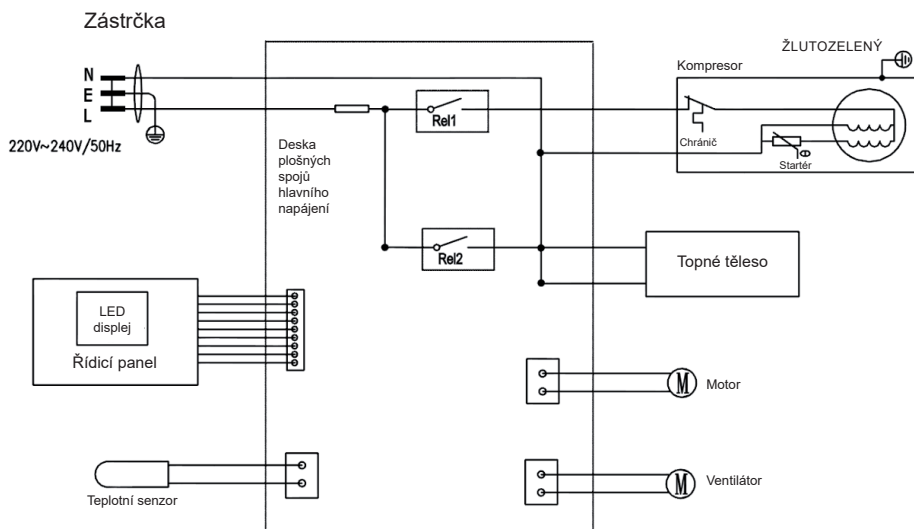 Zástrčka
N
E
L
220V~240V/50Hz
Rel1
Deska
plošných
spojů
hlavního
napájení
Rel2
ŽLUTOZELENÝ
Kompresor
Chránič
Startér
Topné těleso
LED
displej
Řídicí panel
M
Motor
Teplotní senzor
M
Ventilátor